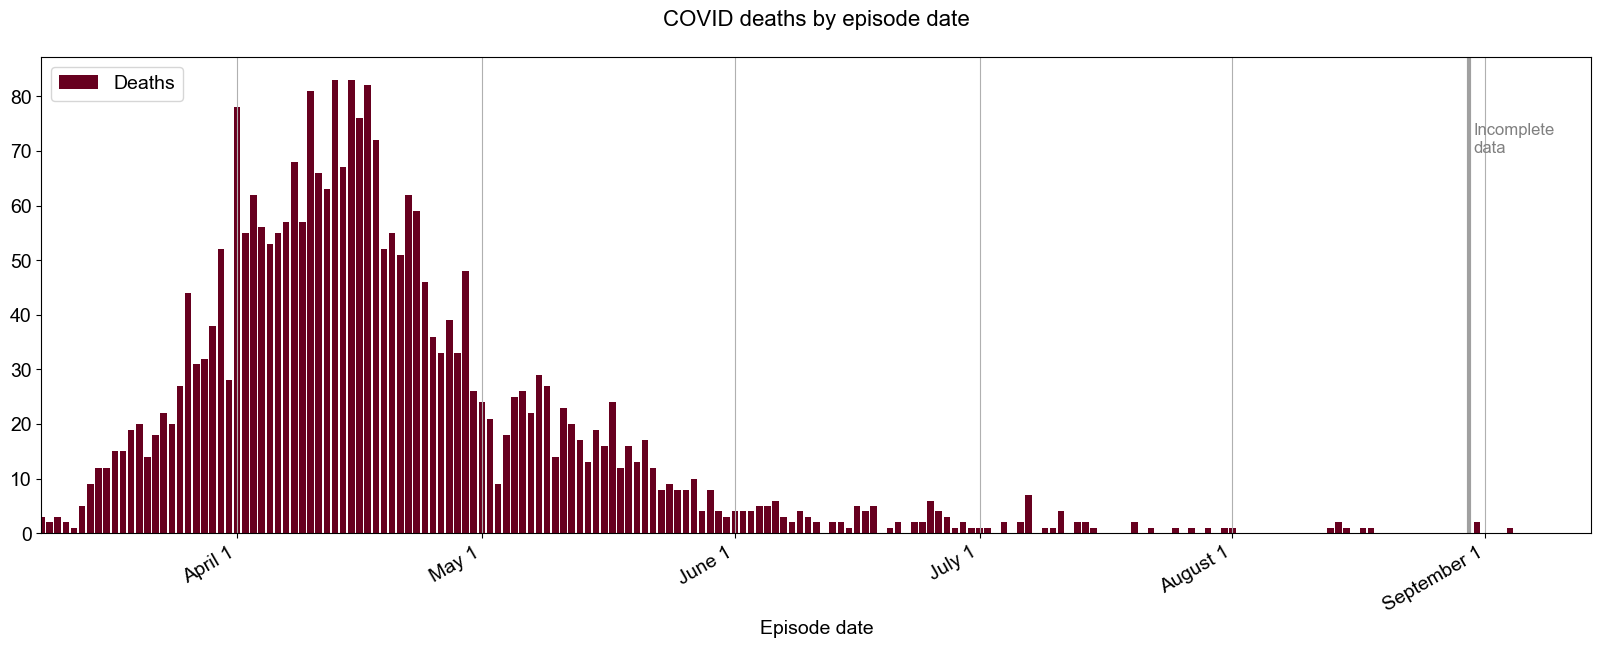 COVID deaths by episode date
Deaths
80
70
60
50
40
30
20
10
0
Incomplete
data
April 1
May 1
June 1
July 1
August 1
September 1
Episode date